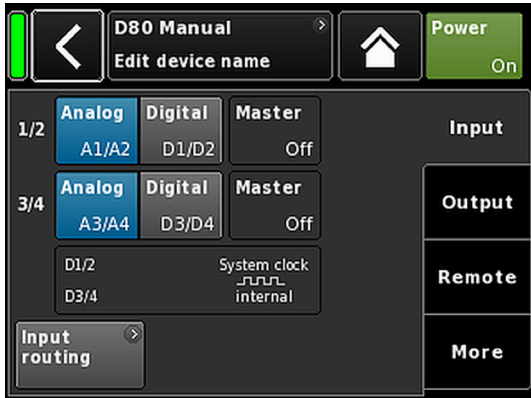 D80 Manual
Edit device name
Power
On
1/2
Analog
A1/A2
Digital
D1/D2
Master
Off
Input
3/4
Analog
A3/A4
Digital
D3/D4
Master
Off
Output
D1/2
System clock
D3/4
internal
Remote
Input
routing
More